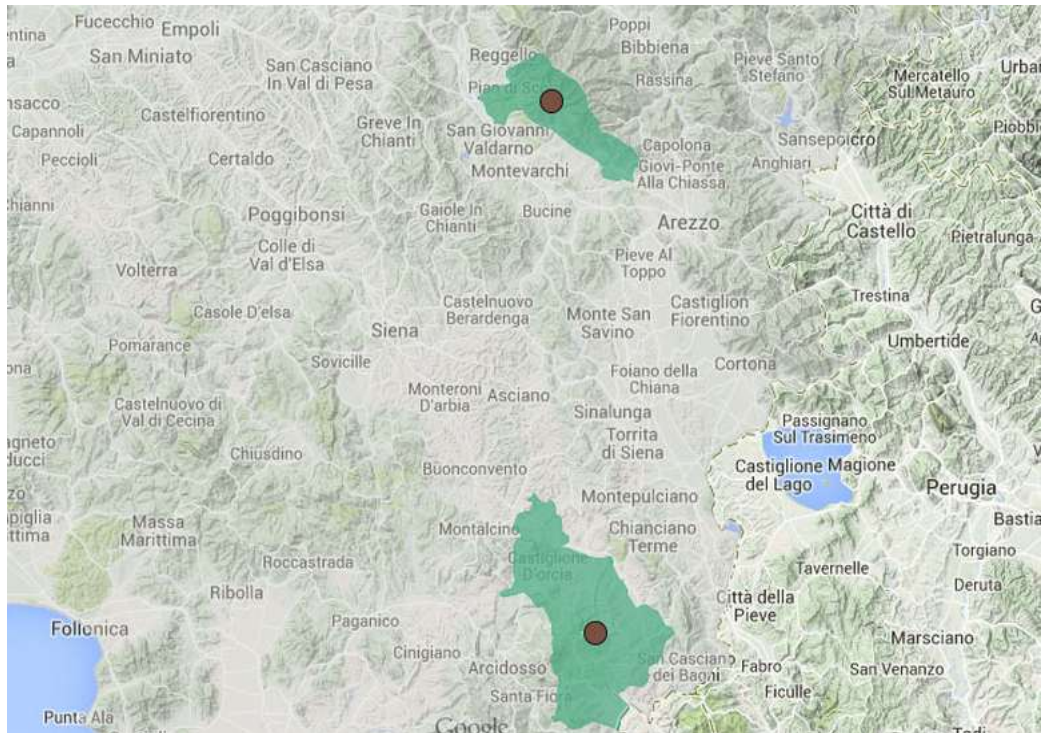 Fucecchio
Empoli
Poppi
Bibbiena
San Miniato
Reggello
San Casciano
In Val di Pesa
Pieve Santo
Stefano
Rassina
Mercatello
Sul Metauro
Castelfiorentino
Capannoli
Greve In
Chianti
San Giovanni
Valdarno
Capolona
Sansepolcro
Peccioli
Certaldo
Montevarchi
Giovi-Ponte
Alla Chiassa
Anghiari
Poggibonsi
Gaiole In
Chianti
Bucine
Arezzo
Città di
Castello
Pietralunga
Colle di
Val d'Elsa
Pieve Al
Toppo
Volterra
Casole D'elsa
Castelnuovo
Berardenga
Monte San
Savino
Castiglion
Fiorentino
Trestina
Siena
Umbertide
Pomarance
Sovicille
Foiano della
Chiana
Cortona
Monteroni
D'arbia
Asciano
Castelnuovo di
Val di Cecina
Sinalunga
Passignano
Sul Trasimeno
Torrita
di Siena
Chiusdino
Buonconvento
Castiglione
del Lago
Magione
Perugia
Montepulciano
Massa
Marittima
Montalcino
Chianciano
Terme
Bastia
Roccastrada
Castiglione
D'orcia
Torgiano
Tavernelle
Deruta
Ribolla
Città della
Pieve
Follonica
Paganico
Marsciano
Cinigiano
Arcidosso
San Casciano
dei Bagni
Fabro
San Venanzo
Santa Fiora
Ficulle
Punta Ala
Google